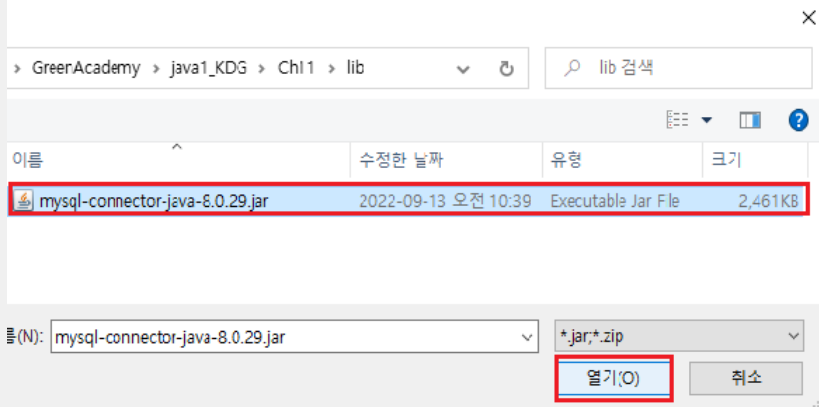 > GreenAcademy > java1_KDG > Ch11 > lib
lib 검색
이름 수정한 날짜 유형 크기
mysql-connector-java-8.0.29.jar 2022-09-13 오전 10:39 Executable Jar File 2,461KB
름(N): mysql-connector-java-8.0.29.jar *.jar;*.zip
열기(O) 취소